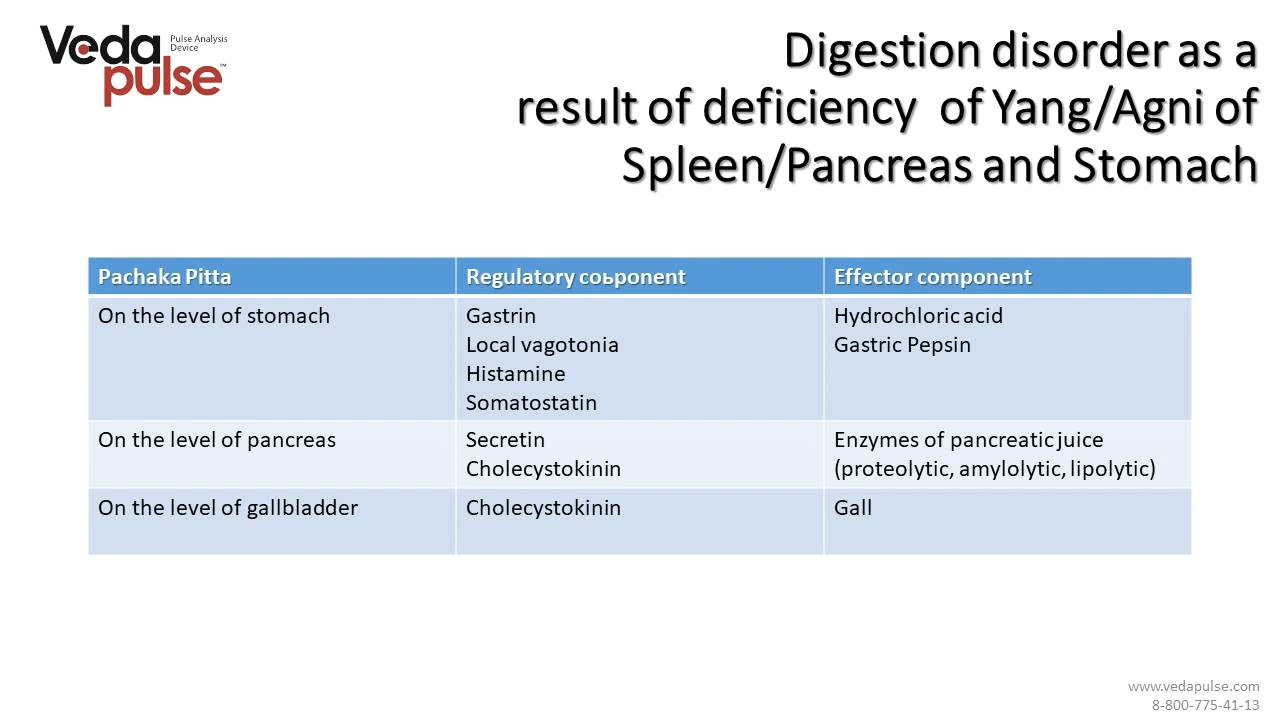 Veda
pulse™
Pulse Analysis
Device
Digestion disorder as a
result of deficiency of Yang/Agni of
Spleen/Pancreas and Stomach
Pachaka Pitta
Regulatory coьponent
Effector component
On the level of stomach
Gastrin
Local vagotonia
Histamine
Somatostatin
Hydrochloric acid
Gastric Pepsin
On the level of pancreas
Secretin
Cholecystokinin
Enzymes of pancreatic juice
(proteolytic, amylolytic, lipolytic)
On the level of gallbladder
Cholecystokinin
Gall
www.vedapulse.com
8-800-775-41-13